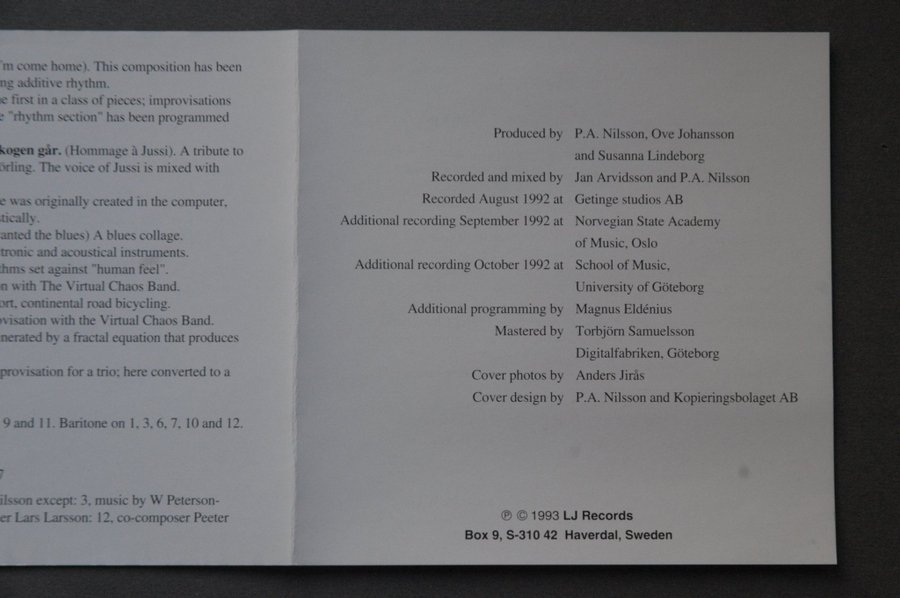 'm come home). This composition has been
ng additive rhythm.
e first in a class of pieces; improvisations
e "rhythm section" has been programmed
kogen går. (Hommage à Jussi). A tribute to
örling. The voice of Jussi is mixed with
e was originally created in the computer,
tically.
anted the blues) A blues collage.
tronic and acoustical instruments.
thms set against "human feel".
n with The Virtual Chaos Band.
ort, continental road bicycling.
ovisation with the Virtual Chaos Band.
nerated by a fractal equation that produces
provisation for a trio; here converted to a
9 and 11. Baritone on 1, 3, 6, 7, 10 and 12.
7
ilsson except: 3, music by W Peterson-
er Lars Larsson: 12, co-composer Peeter
Produced by P.A. Nilsson, Ove Johansson
and Susanna Lindeborg
Recorded and mixed by Jan Arvidsson and P.A. Nilsson
Recorded August 1992 at Getinge studios AB
Additional recording September 1992 at Norvegian State Academy
of Music, Oslo
Additional recording October 1992 at School of Music,
University of Göteborg
Additional programming by Magnus Eldénius
Mastered by Torbjörn Samuelsson
Digitalfabriken, Göteborg
Cover photos by Anders Jirås
Cover design by P.A. Nilsson and Kopieringsbolaget AB
℗ © 1993 LJ Records
Box 9, S-310 42 Haverdal, Sweden